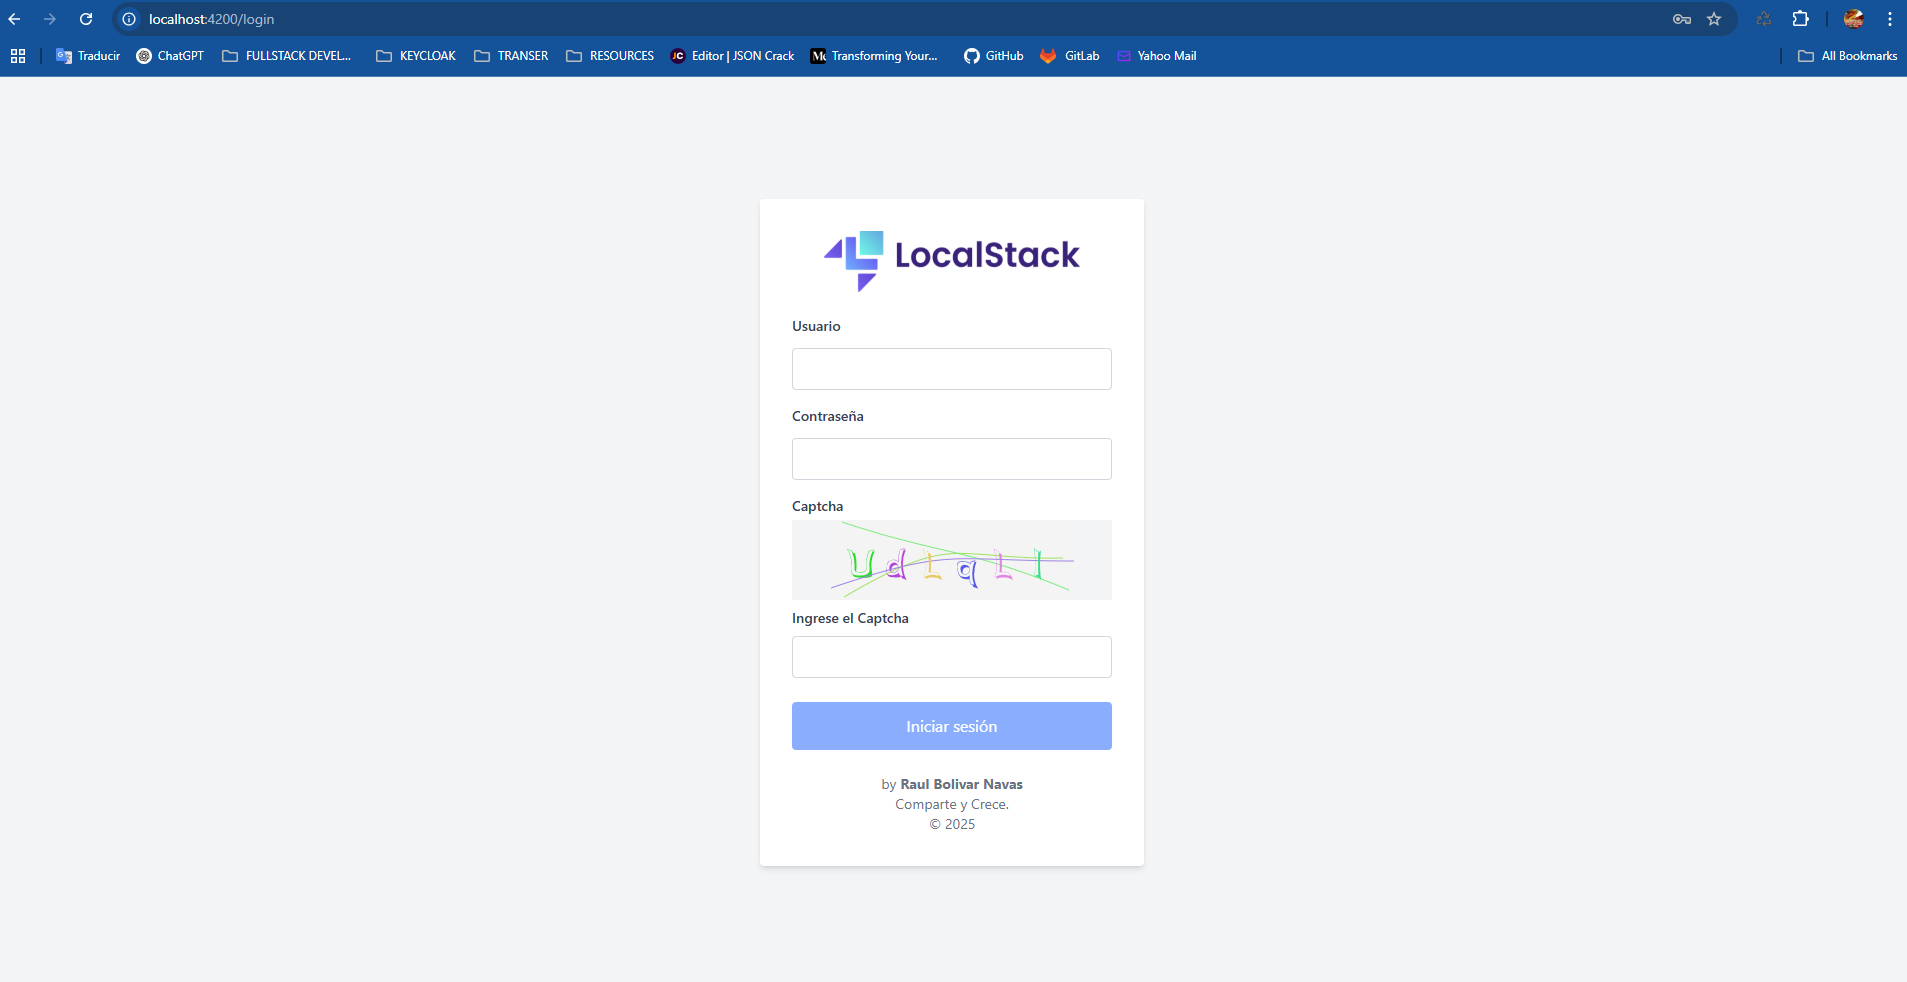 localhost:4200/login
Traducir ChatGPT FULLSTACK DEVEL... KEYCLOAK TRANSER RESOURCES JC Editor | JSON Crack Transforming Your... GitHub GitLab Yahoo Mail All Bookmarks
LocalStack
Usuario
Contraseña
Captcha
Ingrese el Captcha
Iniciar sesión
by Raul Bolivar Navas
Comparte y Crece.
© 2025